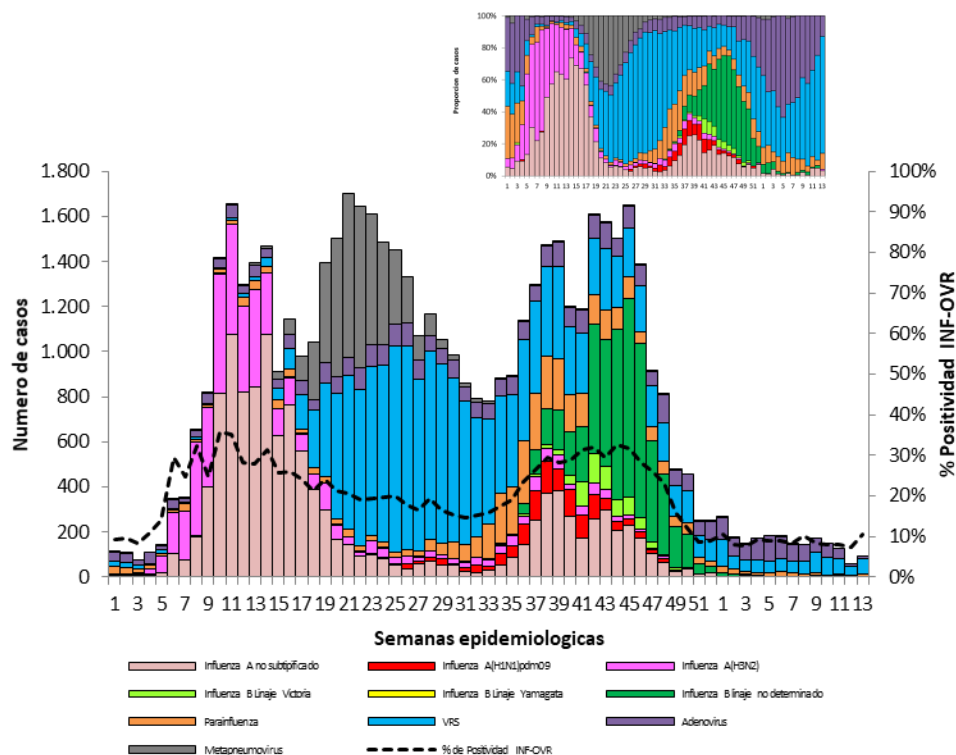 Proporcion de casos
100%
80%
60%
40%
20%
0%
1 3 5 7 9 11 13 15 17 19 21 23 25 27 29 31 33 35 37 39 41 43 45 47 49 51 1 3 5 7 9 11 13
Numero de casos
1.800
1.600
1.400
1.200
1.000
800
600
400
200
0
100%
90%
80%
70%
60%
50%
40%
30%
20%
10%
0%
% Positividad INF-OVR
1 3 5 7 9 11 13 15 17 19 21 23 25 27 29 31 33 35 37 39 41 43 45 47 49 51 1 3 5 7 9 11 13
Semanas epidemiologicas
Influenza A no subtipificado Influenza A(H1N1)pdm09 Influenza A(H3N2)
Influenza B Linaje Victoria Influenza B Linaje Yamagata Influenza B linaje no determinado
Parainfluenza VRS Adenovirus
Metapneumovirus % de Positividad INF-OVR